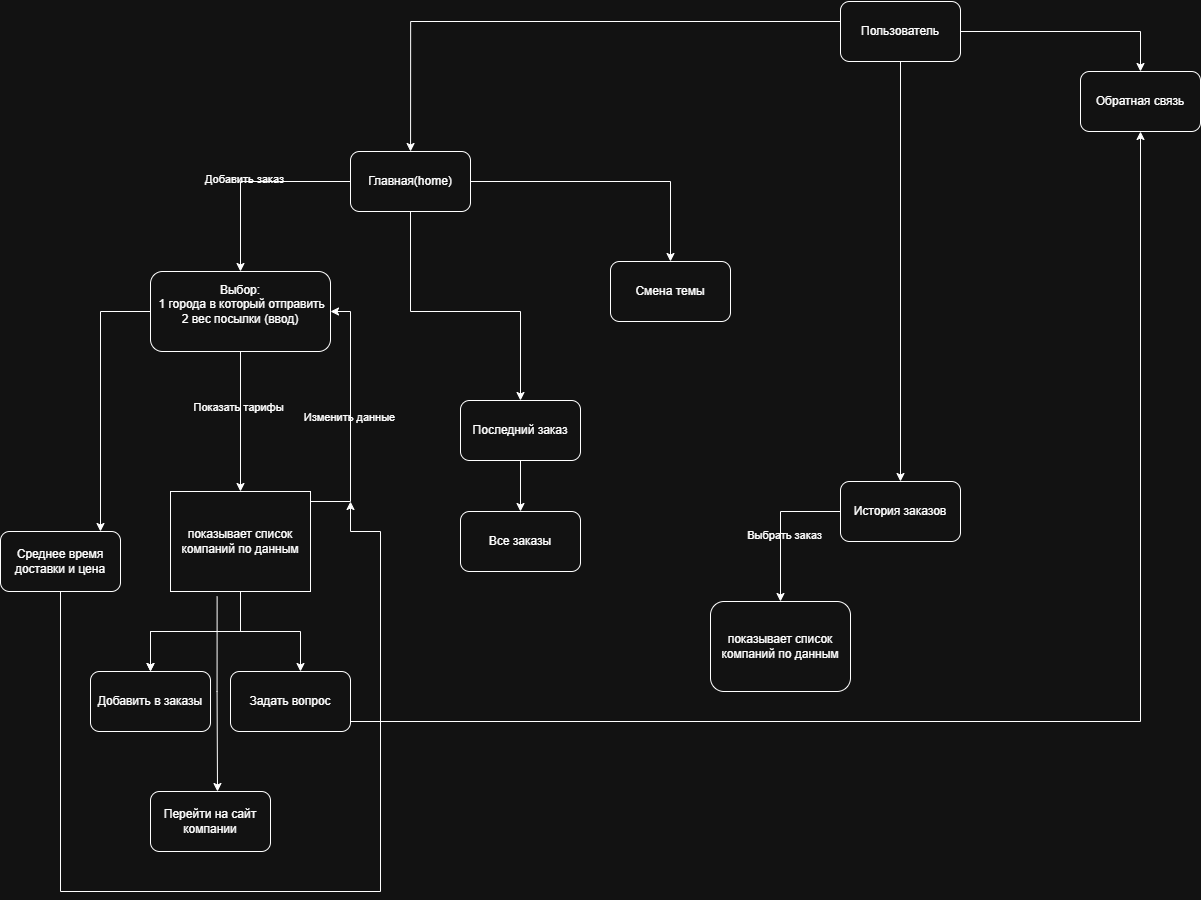 Пользователь
Обратная связь
Добавить заказ
Главная(home)
Смена темы
Выбор:
1 города в который отправить
2 вес посылки (ввод)
Показать тарифы
Изменить данные
Последний заказ
показывает список
компаний по данным
История заказов
Выбрать заказ
Все заказы
Среднее время
доставки и цена
показывает список
компаний по данным
Добавить в заказы
Задать вопрос
Перейти на сайт
компании